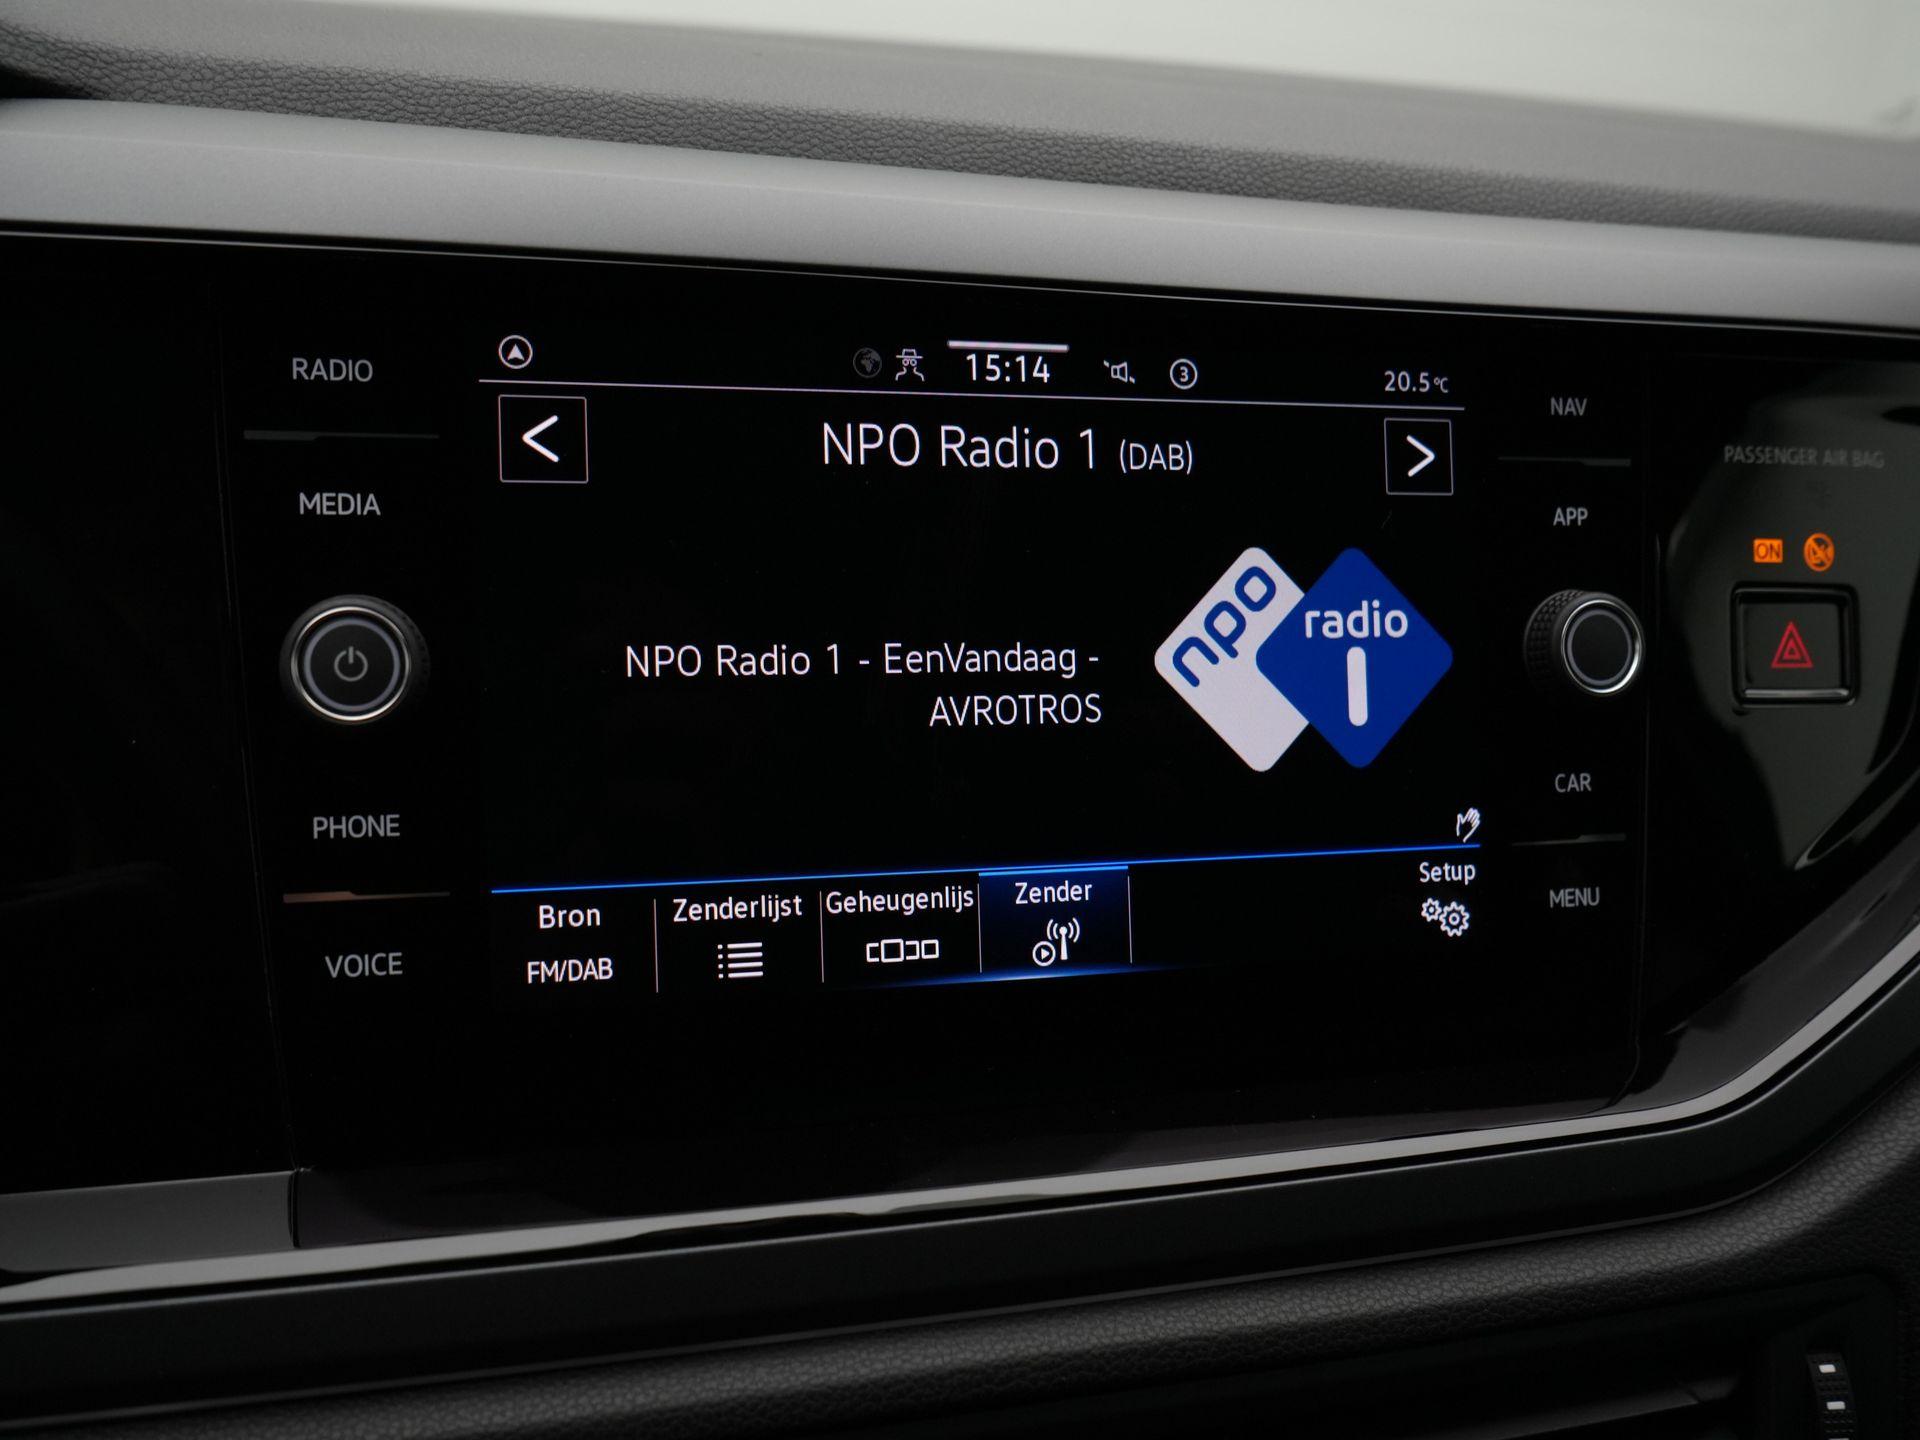 RADIO
MEDIA
PHONE
VOICE
15:14
3
20.5°C
<
NPO Radio 1 (DAB)
>
NPO Radio 1 - EenVandaag -
AVROTROS
npo
radio
1
Bron
FM/DAB
Zenderlijst
Geheugenlijs
Zender
Setup
NAV
APP
CAR
MENU
PASSENGER AIR BAG
ON